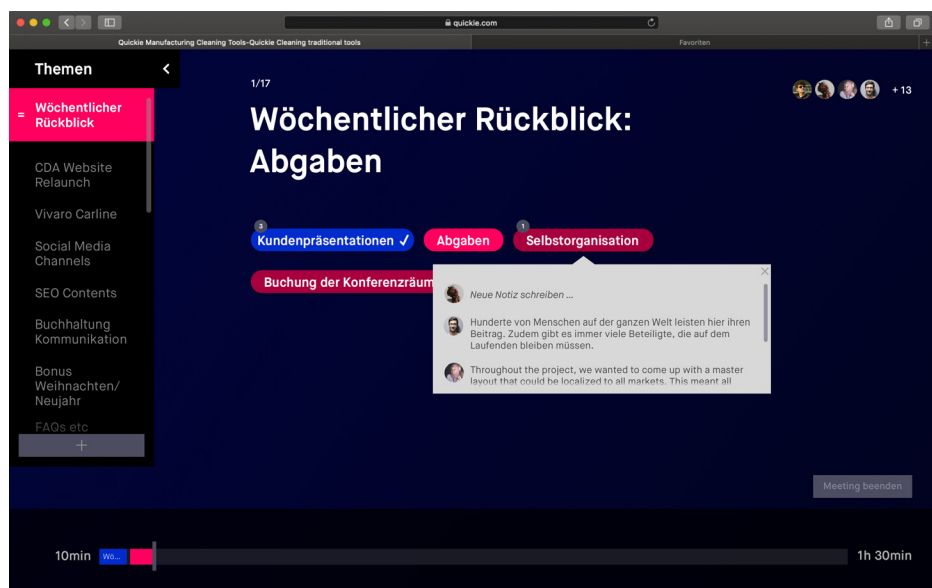 quickie.com
Quickie Manufacturing Cleaning Tools-Quickie Cleaning traditional tools
Favoriten
Themen
Wöchentlicher
Rückblick
CDA Website
Relaunch
Vivaro Carline
Social Media
Channels
SEO Contents
Buchhaltung
Kommunikation
Bonus
Weihnachten/
Neujahr
FAQs etc
+
1/17
+ 13
Wöchentlicher Rückblick:
Abgaben
3
Kundenpräsentationen ✓
Abgaben
1
Selbstorganisation
Buchung der Konferenzräum
Neue Notiz schreiben ...
Hunderte von Menschen auf der ganzen Welt leisten hier ihren
Beitrag. Zudem gibt es immer viele Beteiligte, die auf dem
Laufenden bleiben müssen.
Throughout the project, we wanted to come up with a master
layout that could be localized to all markets. This meant all
Meeting beenden
10min
Wö...
1h 30min